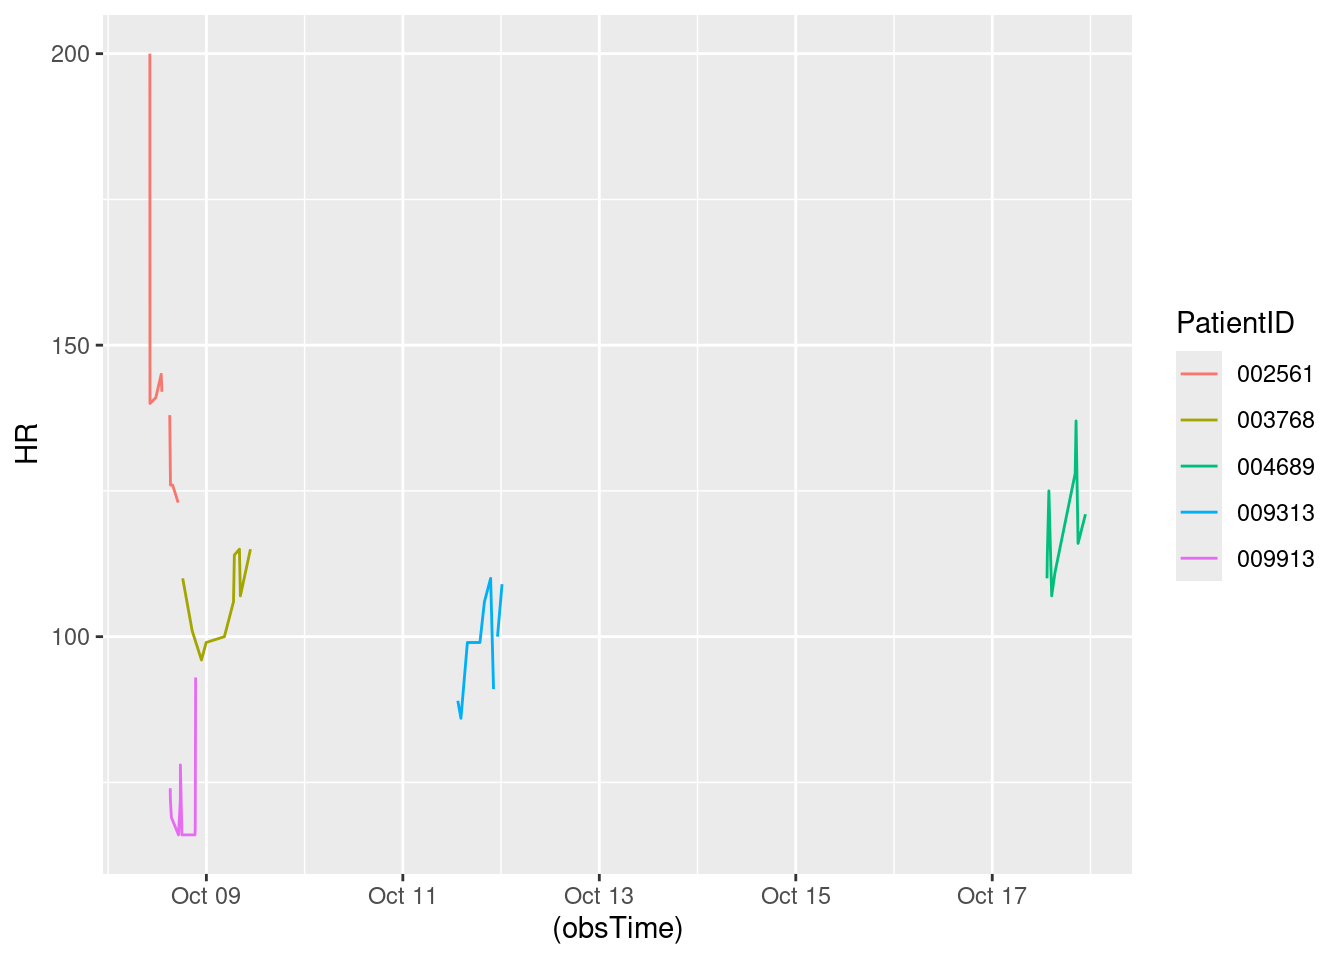 200
150
100
HR
Oct 09
Oct 11
Oct 13
Oct 15
Oct 17
(obsTime)
PatientID
002561
003768
004689
009313
009913